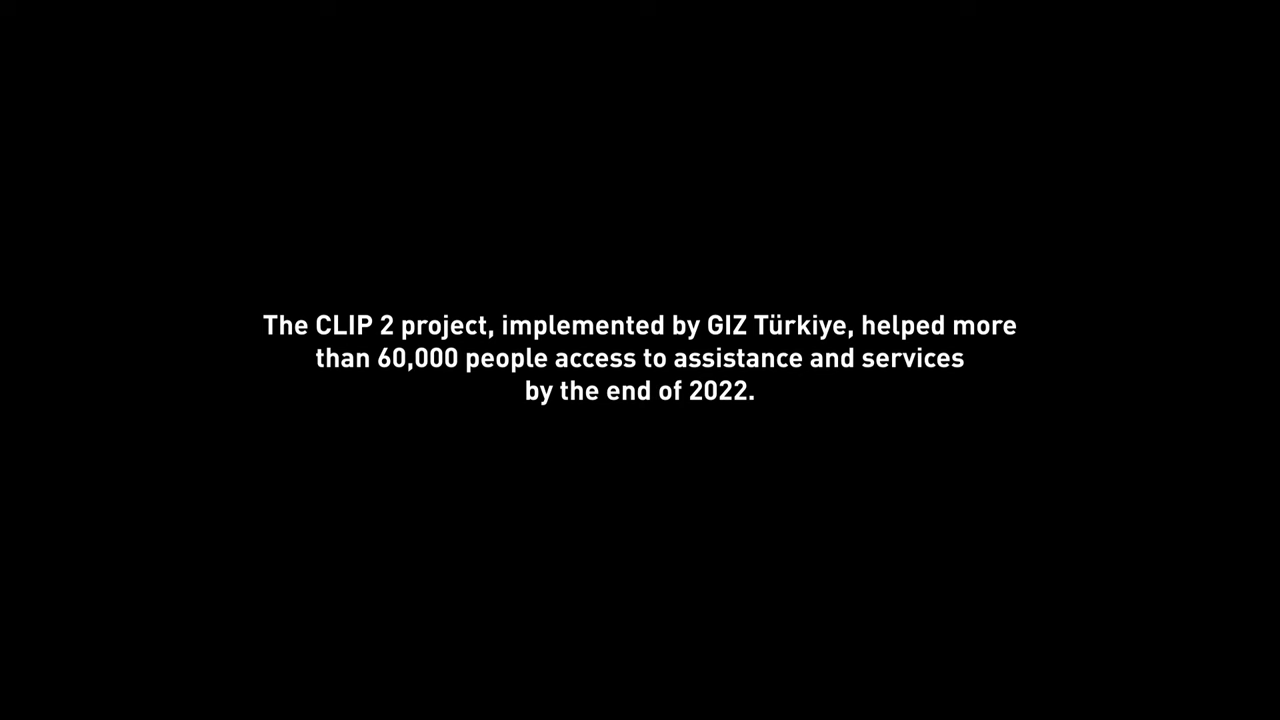 The CLIP 2 project, implemented by GIZ Türkiye, helped more
than 60,000 people access to assistance and services
by the end of 2022.